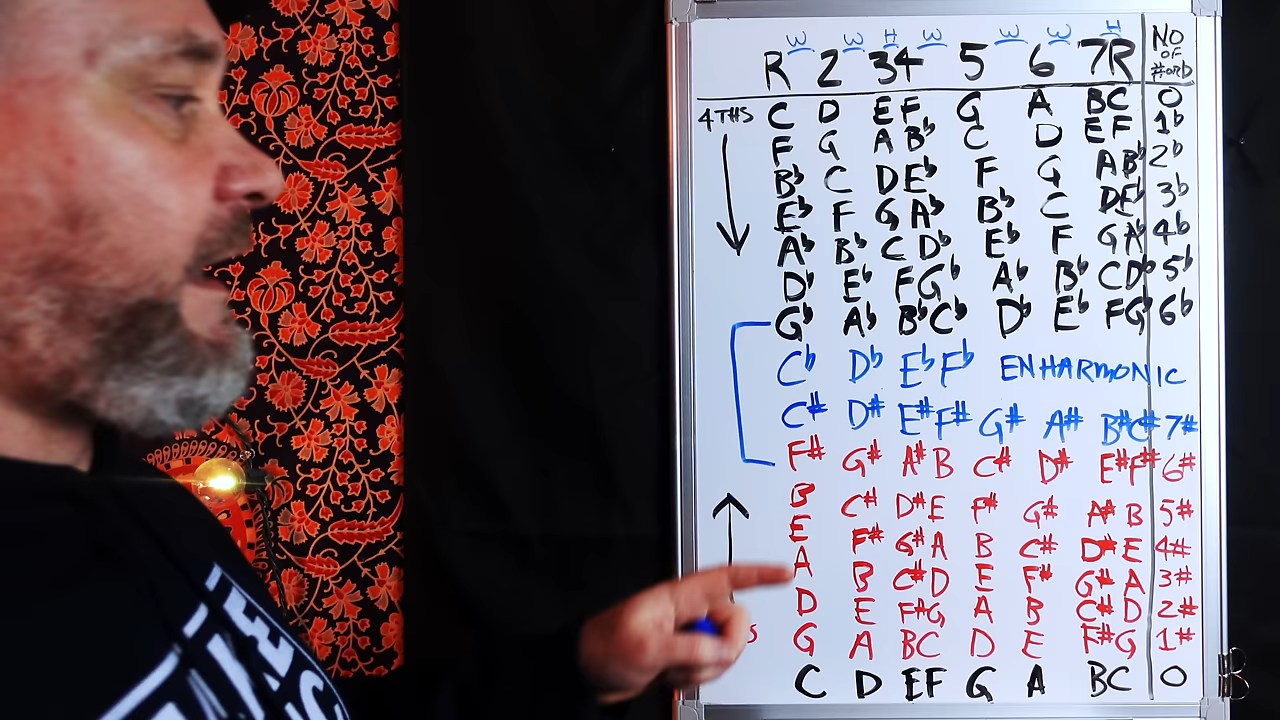 W W H W W W H
R 2 3 4 5 6 7 R NO OF # OR b
4THS C D E F G A B C 0
F G A B♭ C D E F 1♭
B♭ C D E♭ F G A B♭ 2♭
E♭ F G A♭ B♭ C D E♭ 3♭
A♭ B♭ C D♭ E♭ F G A♭ 4♭
D♭ E♭ F G♭ A♭ B♭ C D♭ 5♭
G♭ A♭ B♭ C♭ D♭ E♭ F G♭ 6♭
C♭ D♭ E♭ F♭ ENHARMONIC
C# D# E# F# G# A# B# C# 7#
F# G# A# B C# D# E# F# 6#
B C# D# E F# G# A# B 5#
E F# G# A B C# D# E 4#
A B C# D E F# G# A 3#
D E F# G A B C# D 2#
S G A B C D E F# G 1#
C D E F G A B C 0